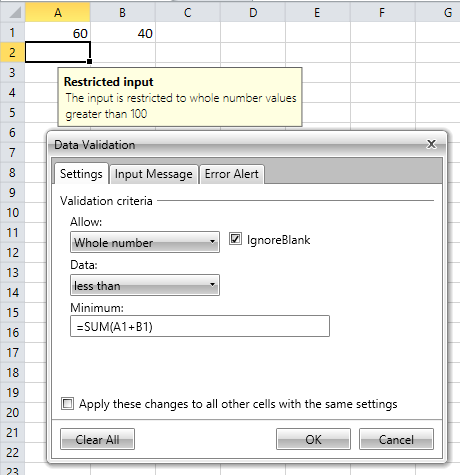 A B C D E F G
1 60 40
2
3
Restricted input
4
The input is restricted to whole number values
5
greater than 100
6
7
Data Validation X
8
Settings Input Message Error Alert
9
10
Validation criteria
11
Allow:
12
Whole number IgnoreBlank
13
Data:
14
less than
15
Minimum:
16
=SUM(A1+B1)
17
18
19
20
Apply these changes to all other cells with the same settings
21
22
Clear All OK Cancel
23